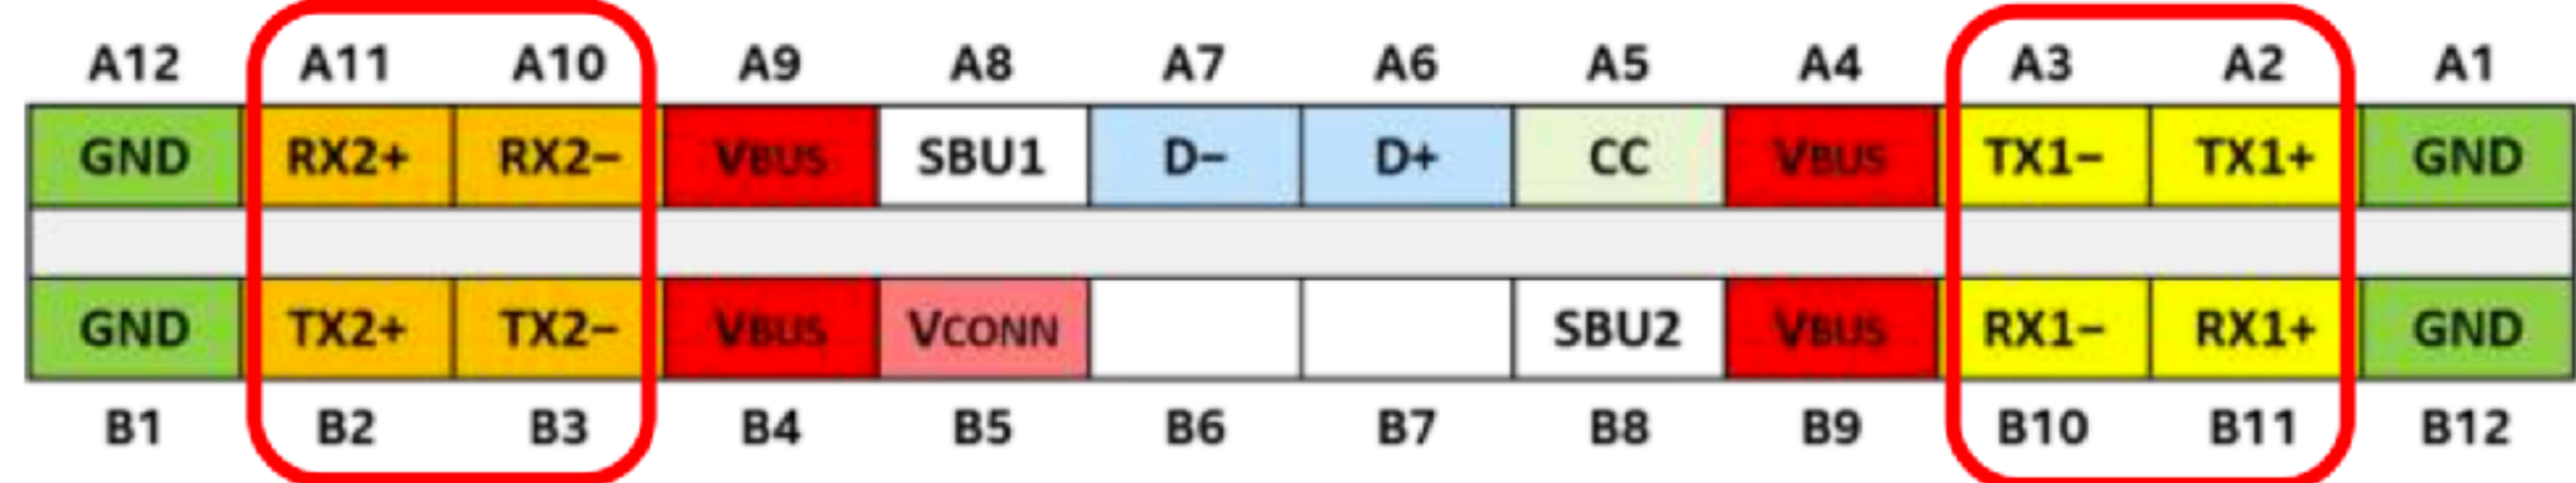 A12 A11 A10 A9 A8 A7 A6 A5 A4 A3 A2 A1
GND RX2+ RX2− VBUS SBU1 D− D+ CC VBUS TX1− TX1+ GND
GND TX2+ TX2− VBUS VCONN SBU2 VBUS RX1− RX1+ GND
B1 B2 B3 B4 B5 B6 B7 B8 B9 B10 B11 B12